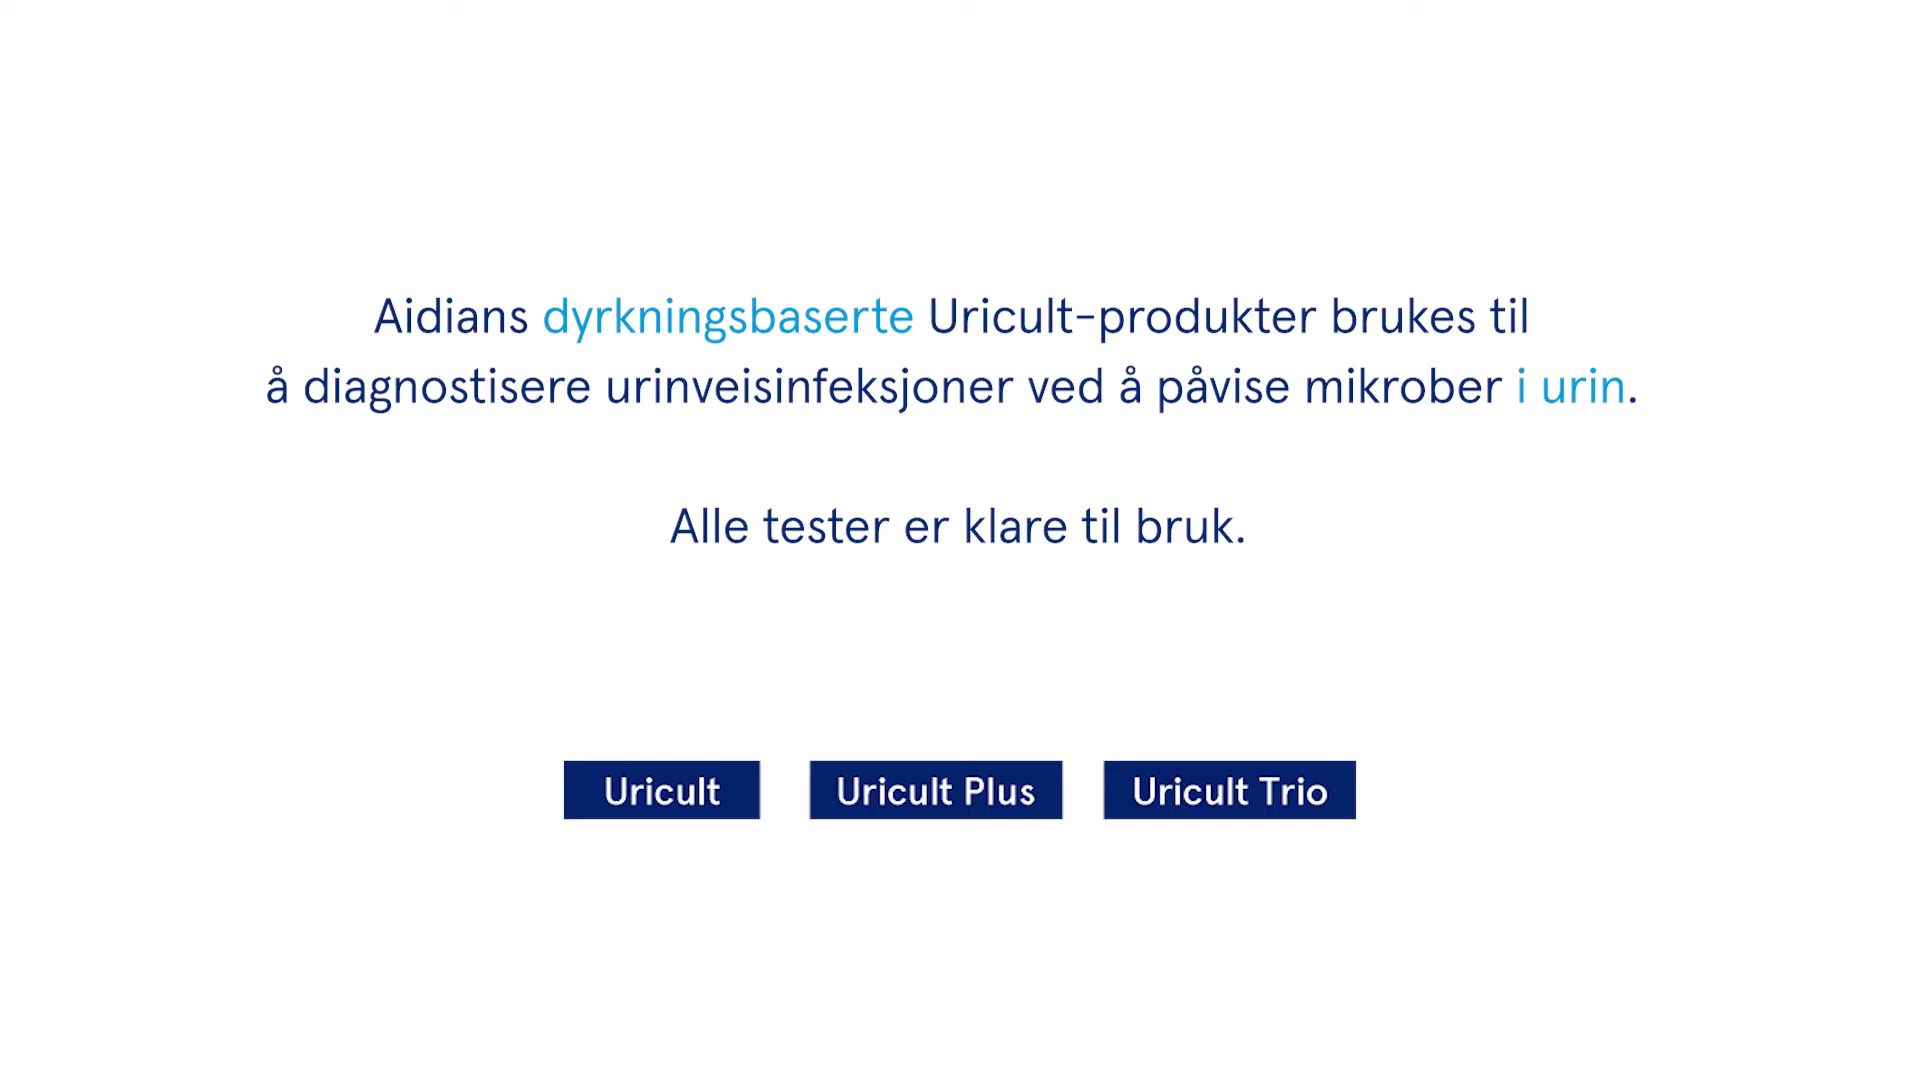 Aidians dyrkningsbaserte Uricult-produkter brukes til
å diagnostisere urinveisinfeksjoner ved å påvise mikrober i urin.
Alle tester er klare til bruk.
Uricult
Uricult Plus
Uricult Trio